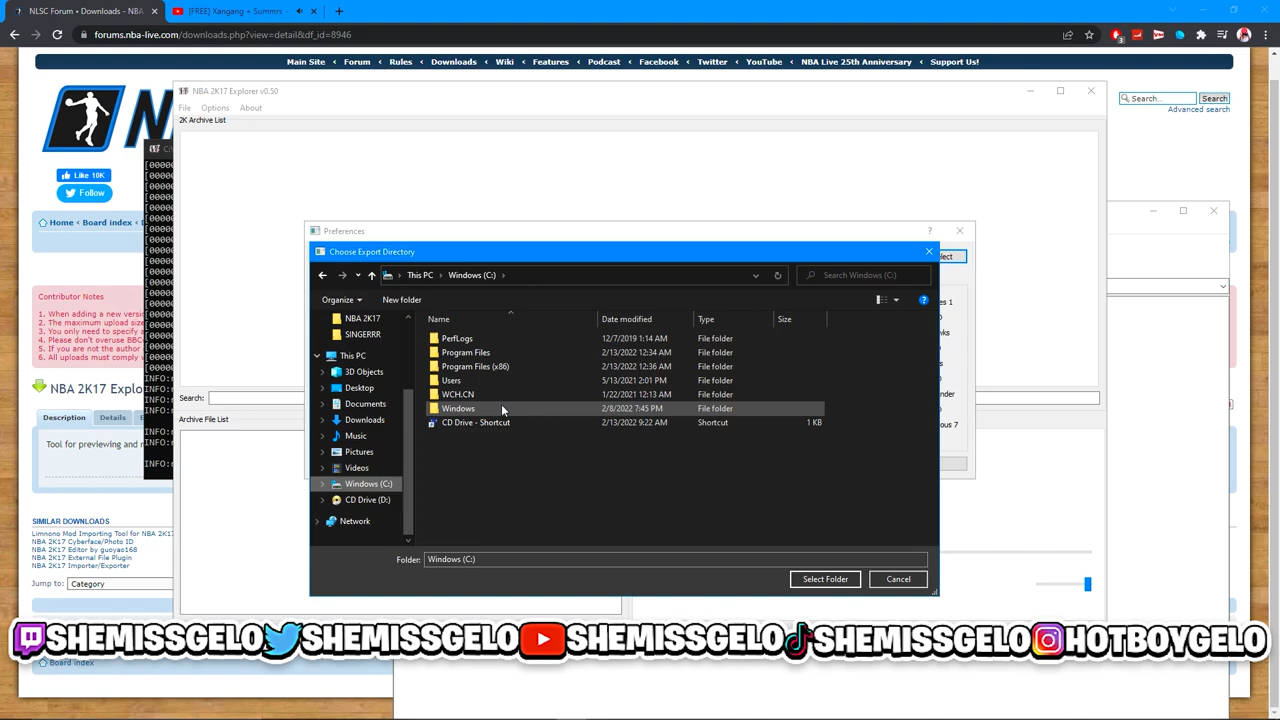 NLSC Forum • Downloads - NBA
[FREE] Xangang + Summrs -
forums.nba-live.com/downloads.php?view=detail&df_id=8946
3
Main Site Forum Rules Downloads Wiki Features Podcast Facebook Twitter YouTube NBA Live 25th Anniversary Support Us!
NBA 2K17 Explorer v0.50
File Options About
Search... Search
Advanced search
2K Archive List
Like 10K
Follow
Home ‹ Board index ‹
Preferences
Choose Export Directory
This PC › Windows (C:) ›
Search Windows (C:)
Organize
New folder
Name Date modified Type Size
NBA 2K17
SINGERRR
This PC
3D Objects
Desktop
Documents
Downloads
Music
Pictures
Videos
Windows (C:)
CD Drive (D:)
Network
PerfLogs 12/7/2019 1:14 AM File folder
Program Files 2/13/2022 12:34 AM File folder
Program Files (x86) 2/13/2022 12:36 AM File folder
Users 5/13/2021 2:01 PM File folder
WCH.CN 1/22/2021 12:13 AM File folder
Windows 2/8/2022 7:45 PM File folder
CD Drive - Shortcut 2/13/2022 9:22 AM Shortcut 1 KB
Folder: Windows (C:)
Select Folder
Cancel
Contributor Notes
1. When adding a new versi
2. The maximum upload size
3. You only need to specify a
4. Please don't overuse BBC
5. If you are not the author
6. All uploads must comply
NBA 2K17 Explo
Search:
Archive File List
Description Details
Tool for previewing and
SIMILAR DOWNLOADS
Limnono Mod Importing Tool for NBA 2K17
NBA 2K17 Cyberface/Photo ID
NBA 2K17 Editor by guoyao168
NBA 2K17 External File Plugin
NBA 2K17 Importer/Exporter
Jump to: Category
SHEMISSGELO SHEMISSGELO SHEMISSGELO SHEMISSGELO HOTBOYGELO
Board index